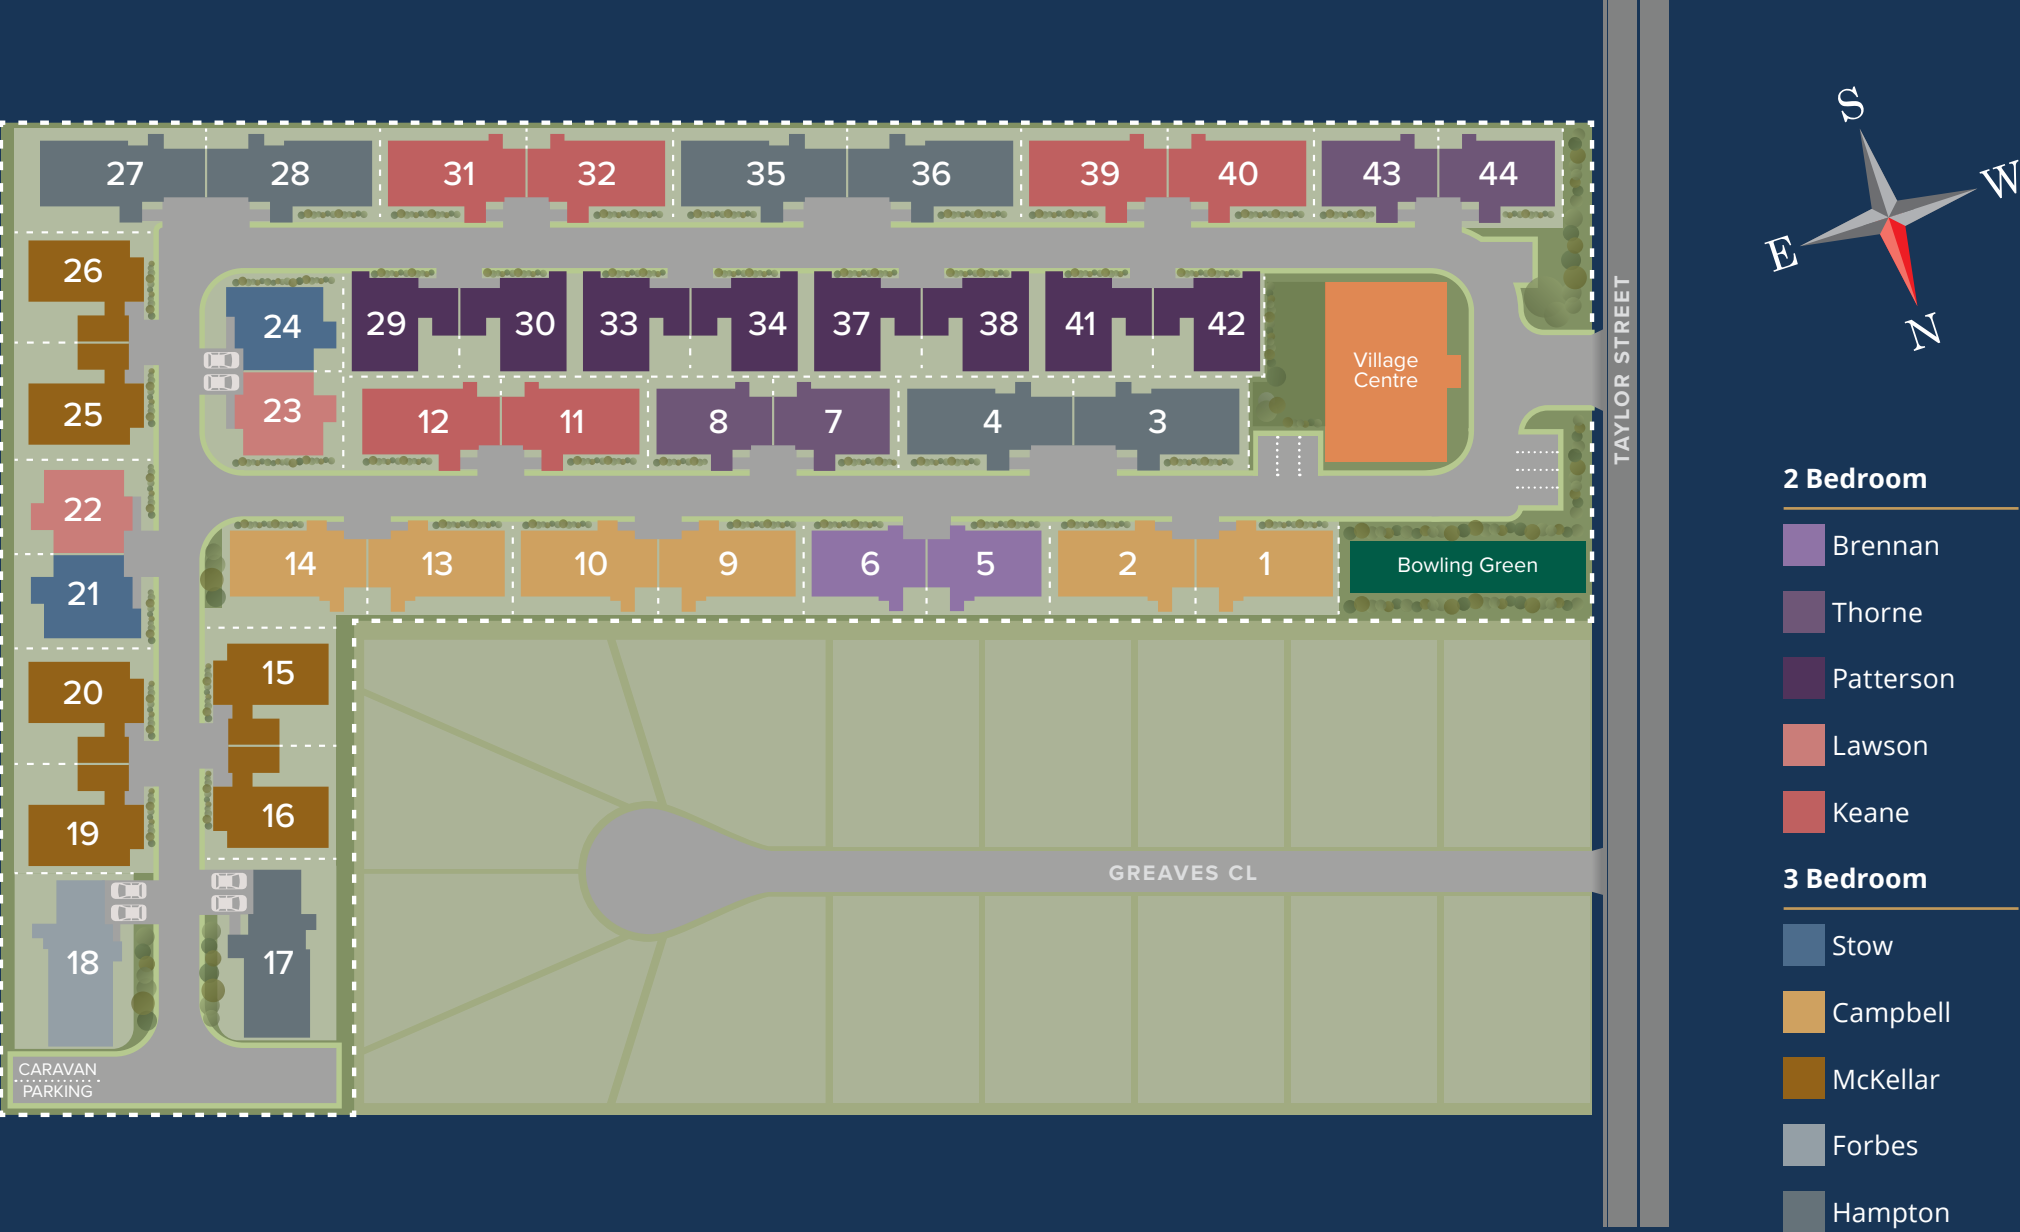 27 28 31 32 35 36 39 40 43 44
26
24
29 30 33 34 37 38 41 42
25
23
12 11 8 7 4 3
Village
Centre
22
21
14 13 10 9 6 5 2 1
Bowling Green
20
15
19
16
18
17
CARAVAN
PARKING
GREAVES CL
TAYLOR STREET
S
W
E
N
2 Bedroom
Brennan
Thorne
Patterson
Lawson
Keane
3 Bedroom
Stow
Campbell
McKellar
Forbes
Hampton